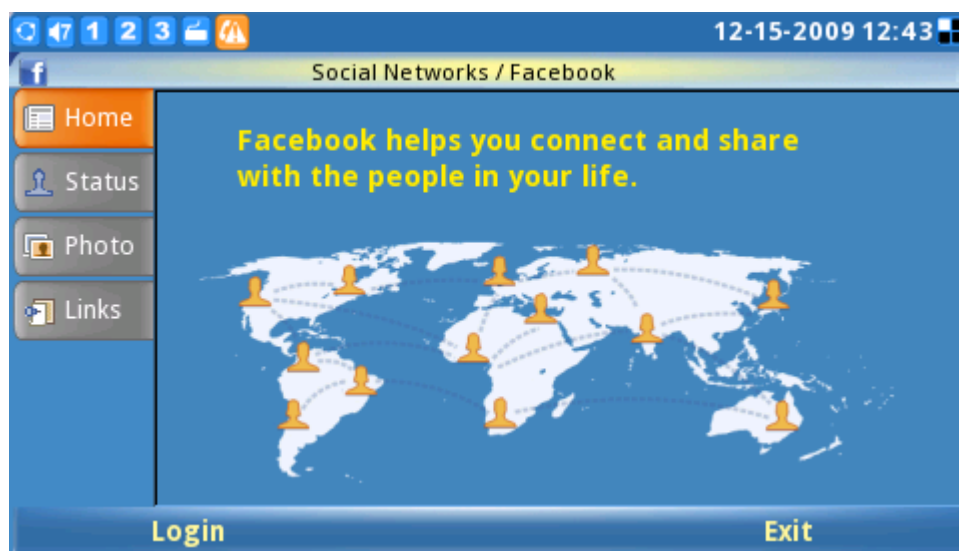 7 1 2 3 12-15-2009 12:43
f Social Networks / Facebook
Home
Status
Photo
Links
Facebook helps you connect and share
with the people in your life.
Login Exit